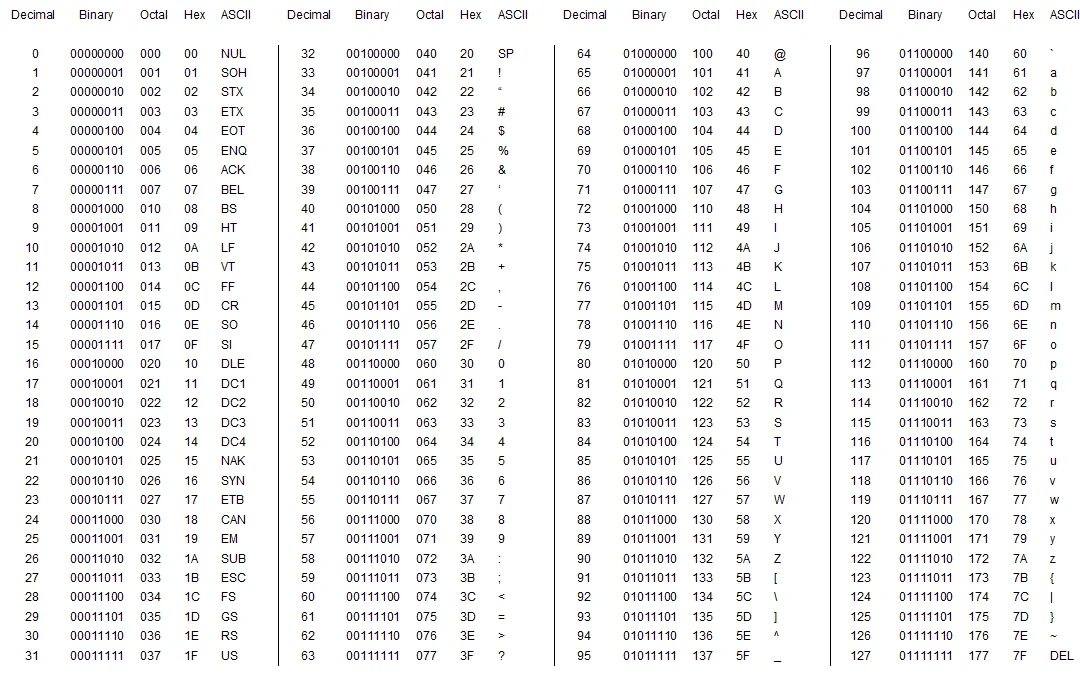 Decimal Binary Octal Hex ASCII Decimal Binary Octal Hex ASCII Decimal Binary Octal Hex ASCII Decimal Binary Octal Hex ASCII
0 00000000 000 00 NUL 32 00100000 040 20 SP 64 01000000 100 40 @ 96 01100000 140 60 `
1 00000001 001 01 SOH 33 00100001 041 21 ! 65 01000001 101 41 A 97 01100001 141 61 a
2 00000010 002 02 STX 34 00100010 042 22 “ 66 01000010 102 42 B 98 01100010 142 62 b
3 00000011 003 03 ETX 35 00100011 043 23 # 67 01000011 103 43 C 99 01100011 143 63 c
4 00000100 004 04 EOT 36 00100100 044 24 $ 68 01000100 104 44 D 100 01100100 144 64 d
5 00000101 005 05 ENQ 37 00100101 045 25 % 69 01000101 105 45 E 101 01100101 145 65 e
6 00000110 006 06 ACK 38 00100110 046 26 & 70 01000110 106 46 F 102 01100110 146 66 f
7 00000111 007 07 BEL 39 00100111 047 27 ‘ 71 01000111 107 47 G 103 01100111 147 67 g
8 00001000 010 08 BS 40 00101000 050 28 ( 72 01001000 110 48 H 104 01101000 150 68 h
9 00001001 011 09 HT 41 00101001 051 29 ) 73 01001001 111 49 I 105 01101001 151 69 i
10 00001010 012 0A LF 42 00101010 052 2A * 74 01001010 112 4A J 106 01101010 152 6A j
11 00001011 013 0B VT 43 00101011 053 2B + 75 01001011 113 4B K 107 01101011 153 6B k
12 00001100 014 0C FF 44 00101100 054 2C , 76 01001100 114 4C L 108 01101100 154 6C l
13 00001101 015 0D CR 45 00101101 055 2D - 77 01001101 115 4D M 109 01101101 155 6D m
14 00001110 016 0E SO 46 00101110 056 2E . 78 01001110 116 4E N 110 01101110 156 6E n
15 00001111 017 0F SI 47 00101111 057 2F / 79 01001111 117 4F O 111 01101111 157 6F o
16 00010000 020 10 DLE 48 00110000 060 30 0 80 01010000 120 50 P 112 01110000 160 70 p
17 00010001 021 11 DC1 49 00110001 061 31 1 81 01010001 121 51 Q 113 01110001 161 71 q
18 00010010 022 12 DC2 50 00110010 062 32 2 82 01010010 122 52 R 114 01110010 162 72 r
19 00010011 023 13 DC3 51 00110011 063 33 3 83 01010011 123 53 S 115 01110011 163 73 s
20 00010100 024 14 DC4 52 00110100 064 34 4 84 01010100 124 54 T 116 01110100 164 74 t
21 00010101 025 15 NAK 53 00110101 065 35 5 85 01010101 125 55 U 117 01110101 165 75 u
22 00010110 026 16 SYN 54 00110110 066 36 6 86 01010110 126 56 V 118 01110110 166 76 v
23 00010111 027 17 ETB 55 00110111 067 37 7 87 01010111 127 57 W 119 01110111 167 77 w
24 00011000 030 18 CAN 56 00111000 070 38 8 88 01011000 130 58 X 120 01111000 170 78 x
25 00011001 031 19 EM 57 00111001 071 39 9 89 01011001 131 59 Y 121 01111001 171 79 y
26 00011010 032 1A SUB 58 00111010 072 3A : 90 01011010 132 5A Z 122 01111010 172 7A z
27 00011011 033 1B ESC 59 00111011 073 3B ; 91 01011011 133 5B [ 123 01111011 173 7B {
28 00011100 034 1C FS 60 00111100 074 3C < 92 01011100 134 5C \ 124 01111100 174 7C |
29 00011101 035 1D GS 61 00111101 075 3D = 93 01011101 135 5D ] 125 01111101 175 7D }
30 00011110 036 1E RS 62 00111110 076 3E > 94 01011110 136 5E ^ 126 01111110 176 7E ~
31 00011111 037 1F US 63 00111111 077 3F ? 95 01011111 137 5F _ 127 01111111 177 7F DEL